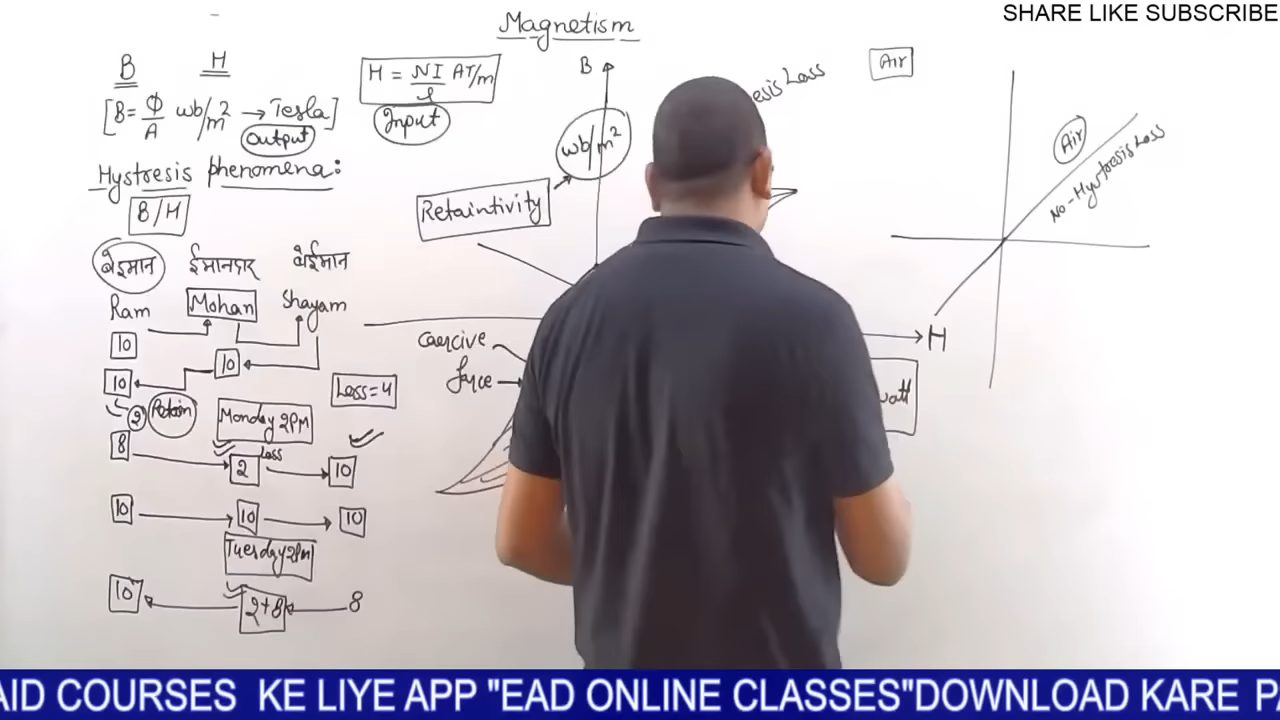 SHARE LIKE SUBSCRIBE
Magnetism
B H
[B= Φ/A wb/m² → Tesla]
Output
H = NI/l AT/m
Input
Hystresis phenomena:
B/H
बेईमान ईमानदार बेईमान
Ram Mohan Shayam
10
10
10
2 Retain
Loss = 4
Monday 2PM
8 2 Loss 10
10 10 10
Tuesday 2PM
10 2+8 8
B
wb/m²
Loss
Retaintivity
Coercive
force
H
Air
Air
No-Hystresis Loss
AID COURSES KE LIYE APP "EAD ONLINE CLASSES"DOWNLOAD KARE